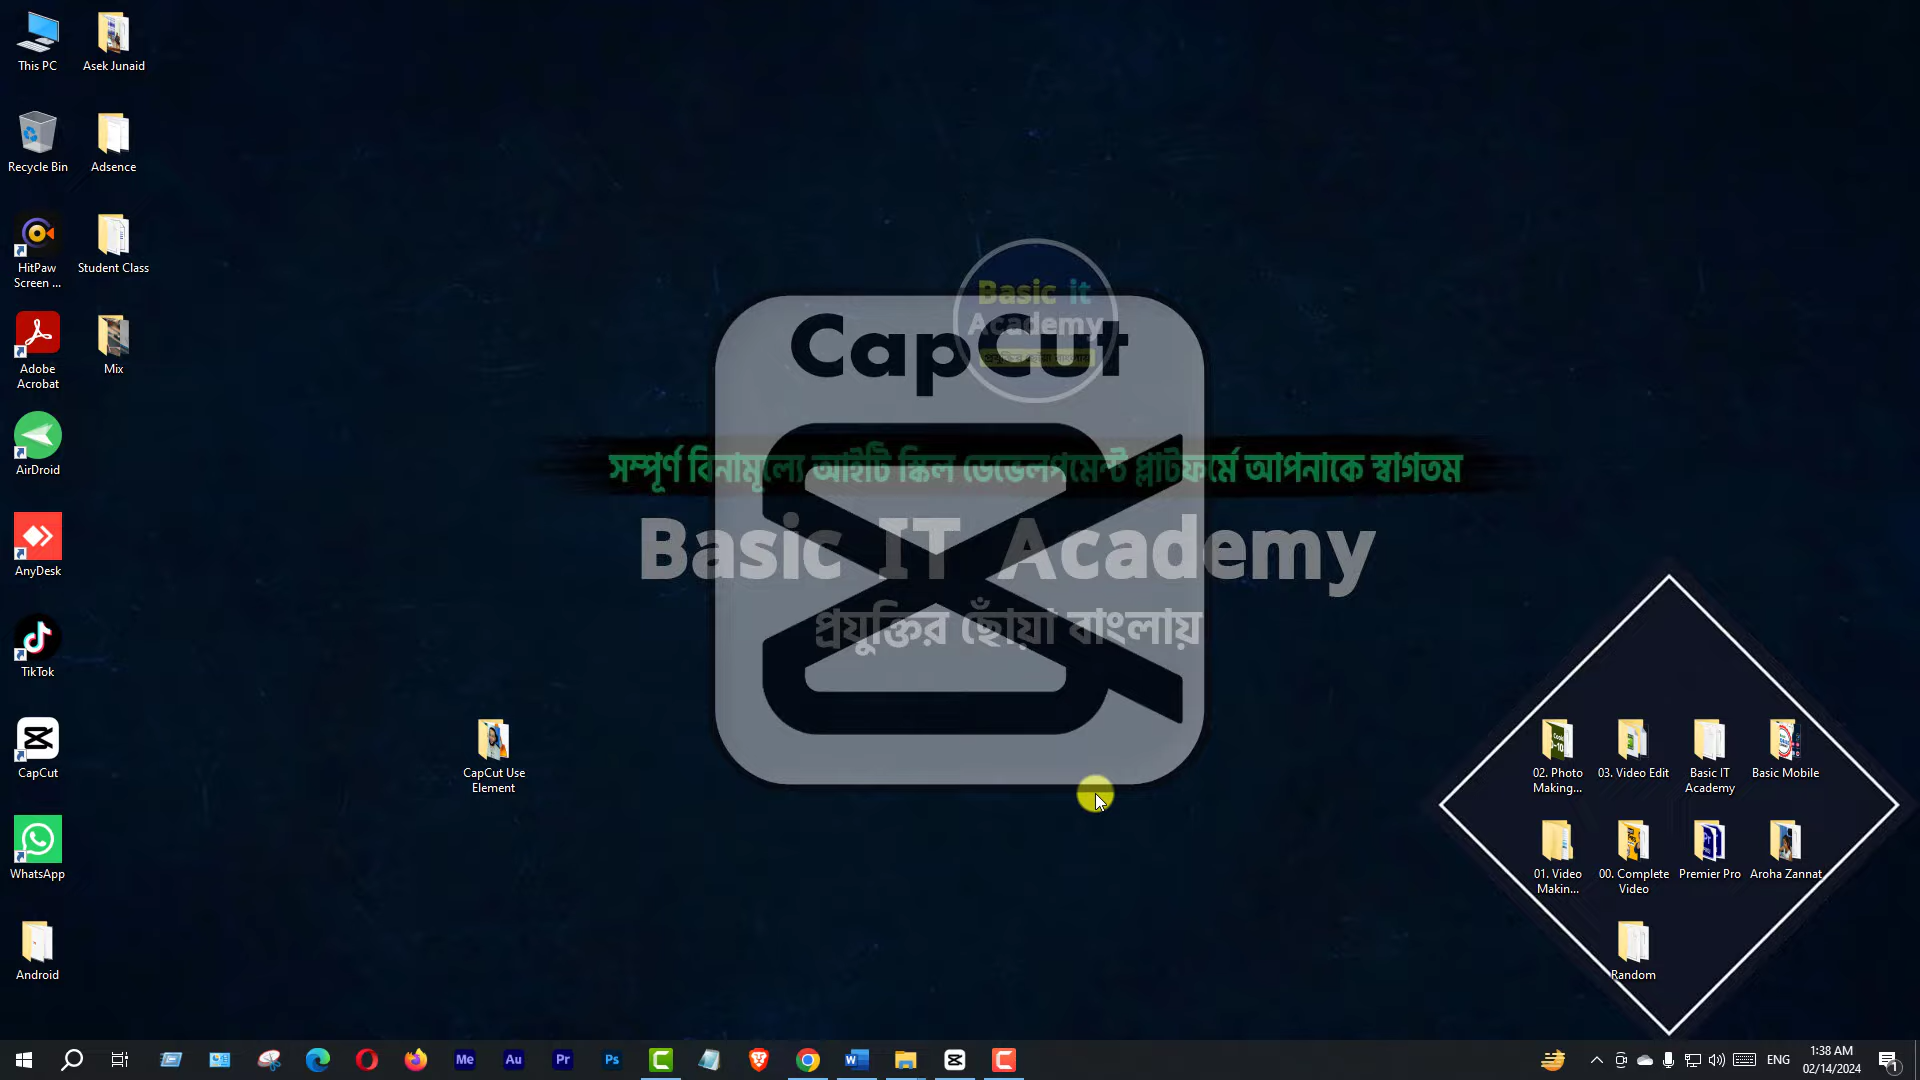 This PC
Asek Junaid
Recycle Bin
Adsence
HitPaw
Screen ...
Student Class
Adobe
Acrobat
Mix
AirDroid
AnyDesk
TikTok
CapCut
WhatsApp
Android
CapCut Use
Element
Basic it
Academy
প্রযুক্তির ছোঁয়া বাংলায়
CapCut
সম্পূর্ণ বিনামূল্যে আইটি স্কিল ডেভেলপমেন্ট প্লাটফর্মে আপনাকে স্বাগতম
Basic IT Academy
প্রযুক্তির ছোঁয়া বাংলায়
02. Photo
Making...
03. Video Edit
Basic IT
Academy
Basic Mobile
01. Video
Makin...
00. Complete
Video
Premier Pro
Aroha Zannat
Random
Me
Au
Pr
Ps
ENG
1:38 AM
02/14/2024
1